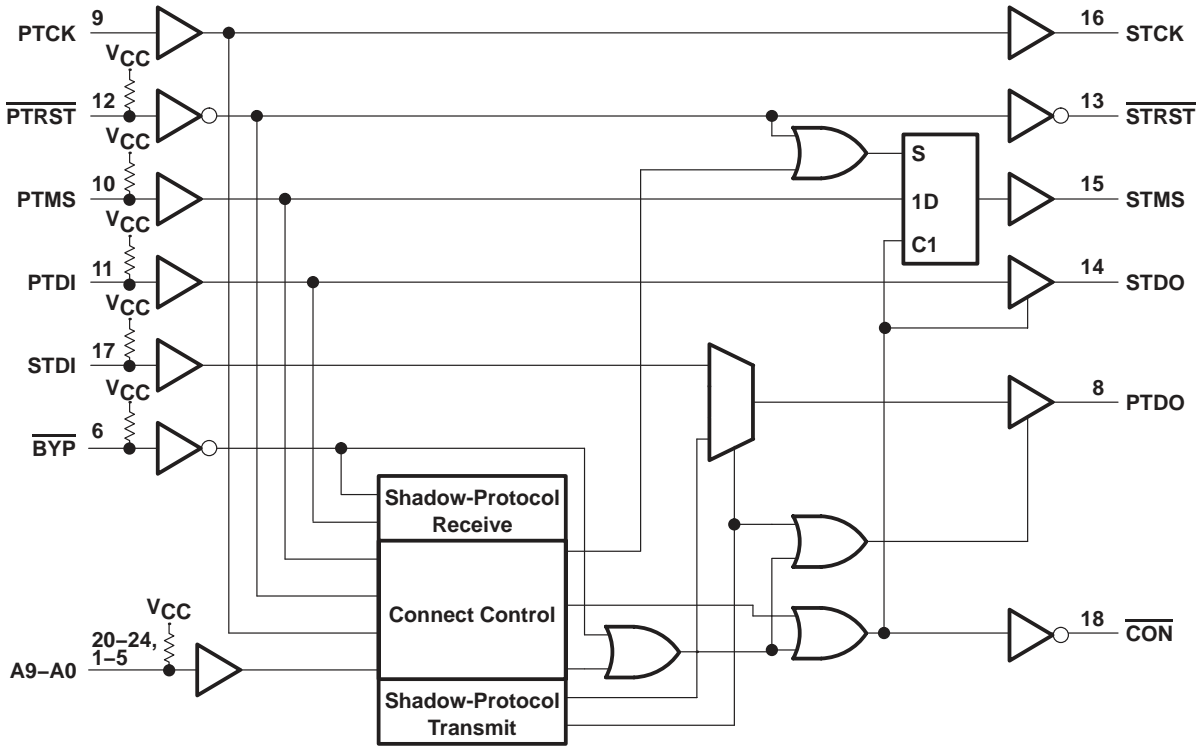 PTCK 9 16 STCK
VCC
PTRST 12 13 STRST
VCC
S
PTMS 10 1D 15 STMS
VCC
C1
PTDI 11 14 STDO
VCC
STDI 17
VCC
8 PTDO
BYP 6
Shadow-Protocol
Receive
Connect Control
VCC
18 CON
20–24,
1–5
A9–A0
Shadow-Protocol
Transmit